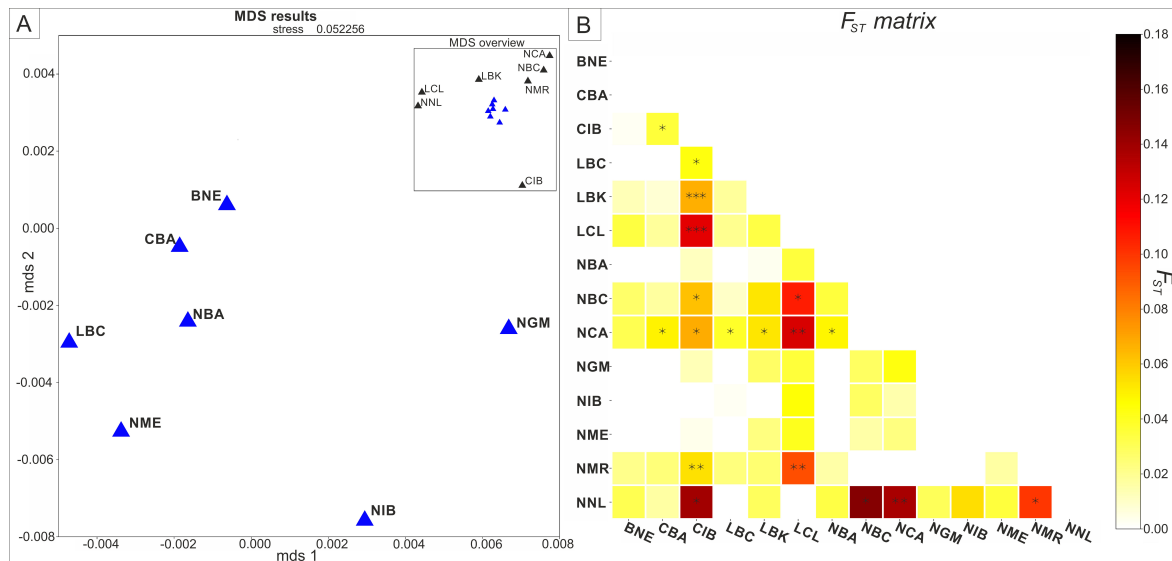 A
MDS results
stress 0.052256
0.004
0.002
0.000
-0.002
-0.004
-0.006
-0.008
mds 2
-0.004
-0.002
0.000
0.002
0.004
0.006
0.008
mds 1
BNE
CBA
NBA
LBC
NGM
NME
NIB
MDS overview
NCA
NBC
LBK
NMR
LCL
NNL
CIB
B
FST matrix
BNE
CBA
CIB *
LBC *
LBK ***
LCL ***
NBA
NBC * *
NCA * * * * ** *
NGM
NIB
NME
NMR ** **
NNL *
BNE CBA CIB LBC LBK LCL NBA NBC NCA NGM NIB NME NMR NNL
0.18
0.16
0.14
0.12
0.10
0.08
0.06
0.04
0.02
0.00
FST